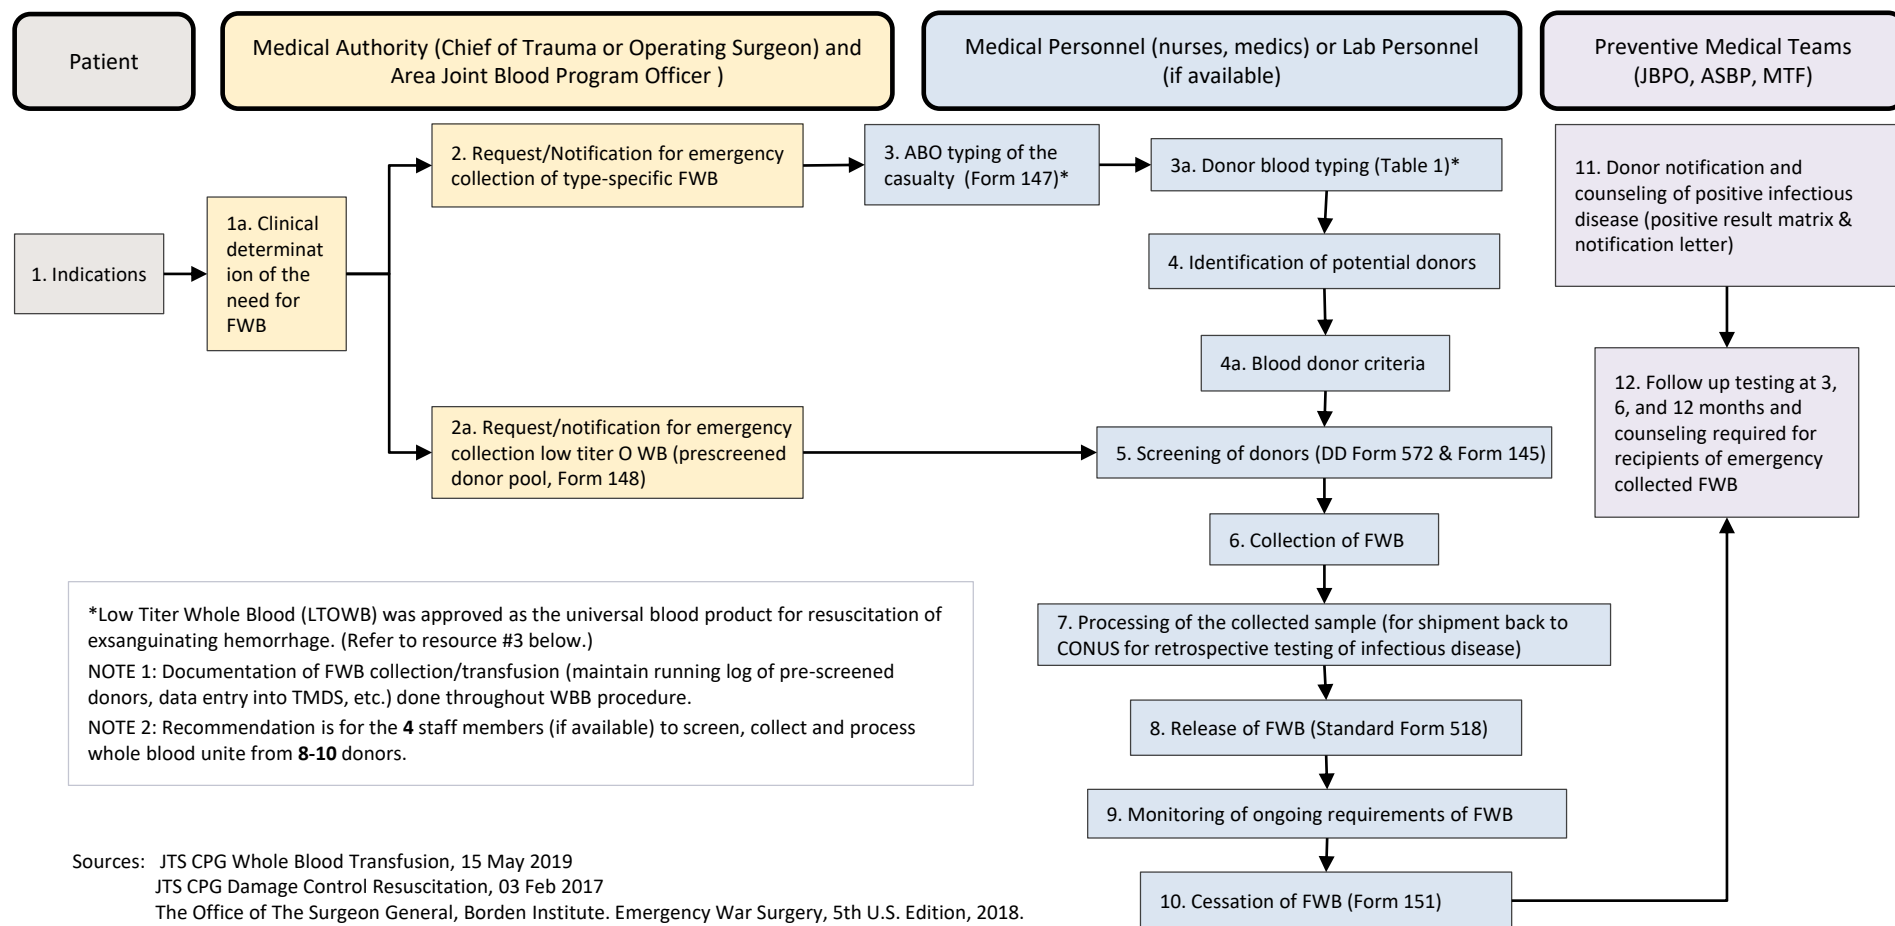 Patient
Medical Authority (Chief of Trauma or Operating Surgeon) and
Area Joint Blood Program Officer )
Medical Personnel (nurses, medics) or Lab Personnel
(if available)
Preventive Medical Teams
(JBPO, ASBP, MTF)
1. Indications
1a. Clinical
determinat
ion of the
need for
FWB
2. Request/Notification for emergency
collection of type-specific FWB
2a. Request/notification for emergency
collection low titer O WB (prescreened
donor pool, Form 148)
3. ABO typing of the
casualty (Form 147)*
3a. Donor blood typing (Table 1)*
4. Identification of potential donors
4a. Blood donor criteria
5. Screening of donors (DD Form 572 & Form 145)
6. Collection of FWB
7. Processing of the collected sample (for shipment back to
CONUS for retrospective testing of infectious disease)
8. Release of FWB (Standard Form 518)
9. Monitoring of ongoing requirements of FWB
10. Cessation of FWB (Form 151)
11. Donor notification and
counseling of positive infectious
disease (positive result matrix &
notification letter)
12. Follow up testing at 3,
6, and 12 months and
counseling required for
recipients of emergency
collected FWB
*Low Titer Whole Blood (LTOWB) was approved as the universal blood product for resuscitation of
exsanguinating hemorrhage. (Refer to resource #3 below.)
NOTE 1: Documentation of FWB collection/transfusion (maintain running log of pre-screened
donors, data entry into TMDS, etc.) done throughout WBB procedure.
NOTE 2: Recommendation is for the 4 staff members (if available) to screen, collect and process
whole blood unite from 8-10 donors.
Sources: JTS CPG Whole Blood Transfusion, 15 May 2019
JTS CPG Damage Control Resuscitation, 03 Feb 2017
The Office of The Surgeon General, Borden Institute. Emergency War Surgery, 5th U.S. Edition, 2018.